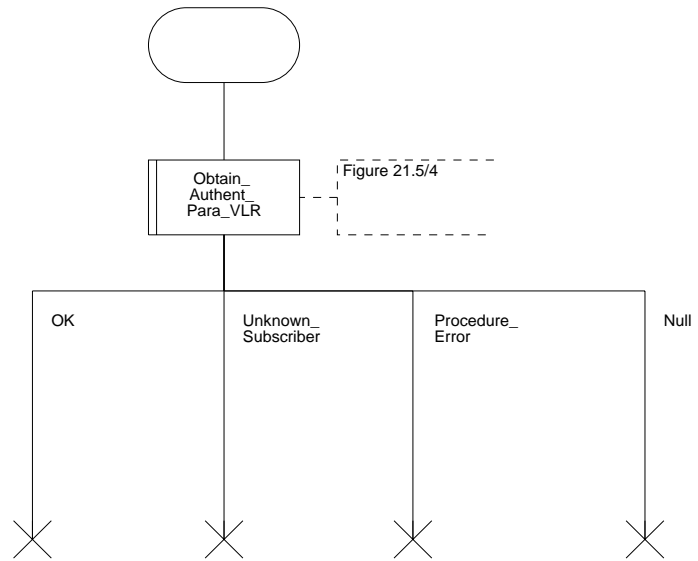 Obtain_
Authent_
Para_VLR
Figure 21.5/4
OK
Unknown_
Subscriber
Procedure_
Error
Null